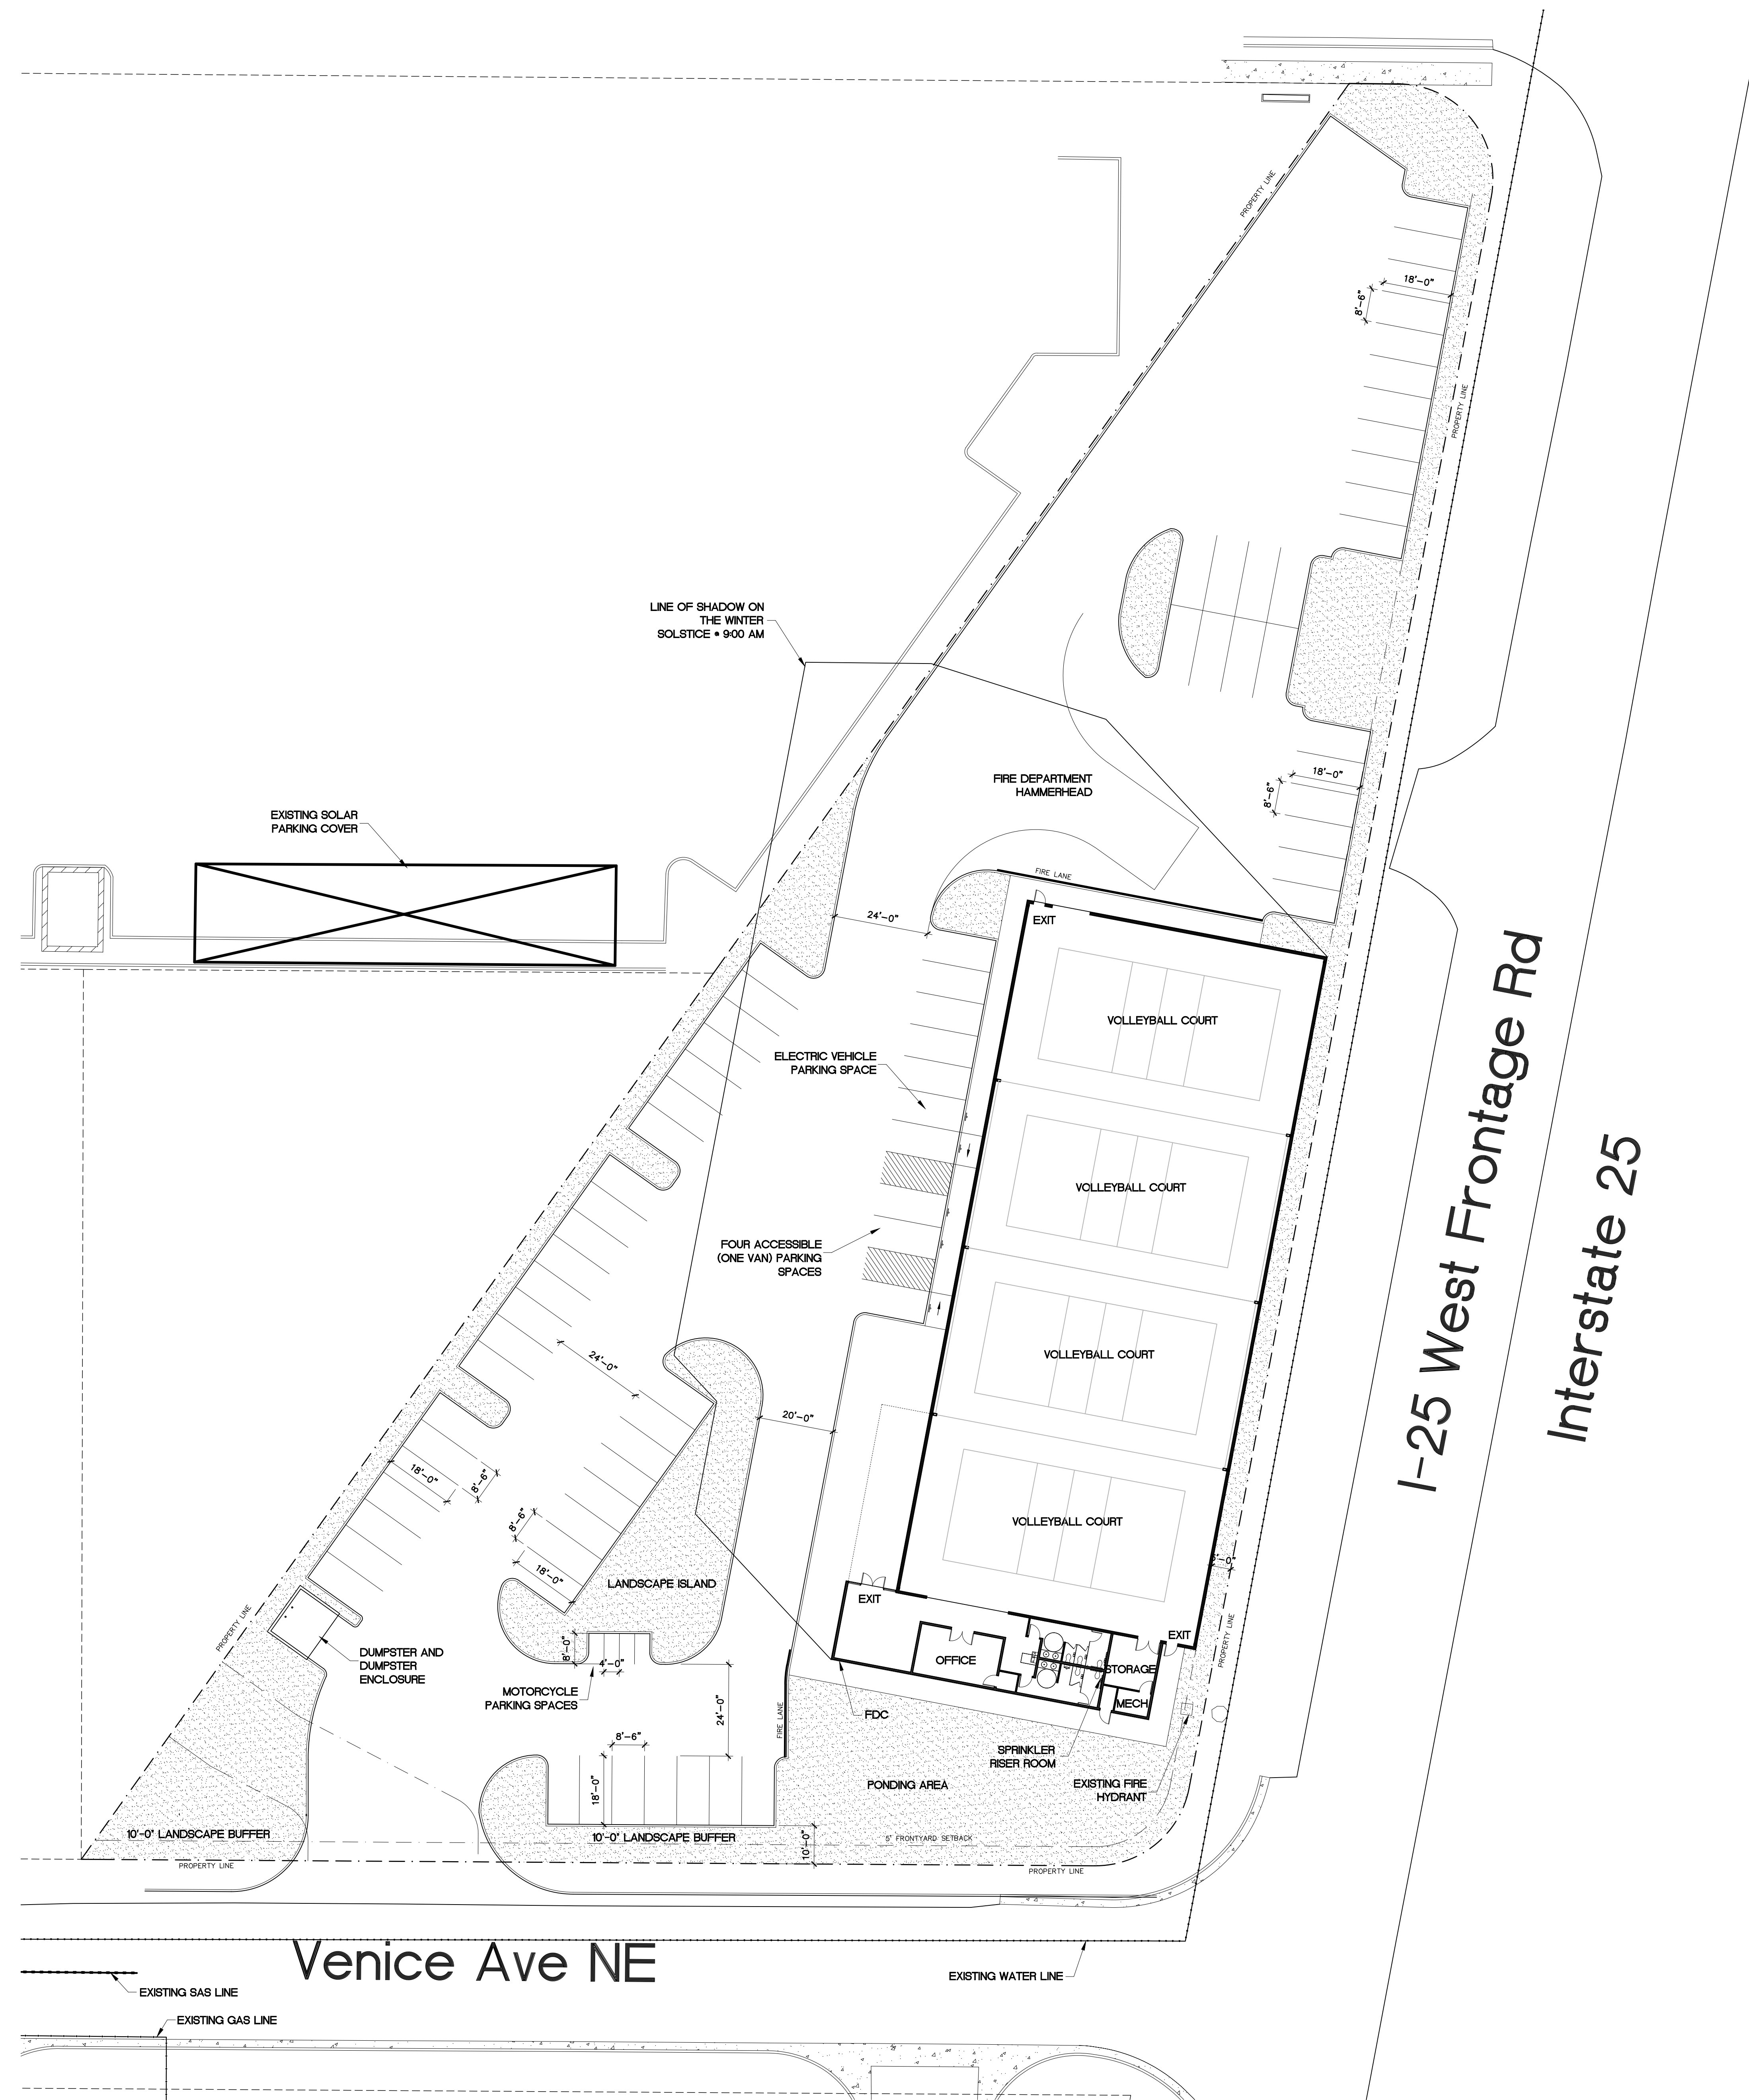 PROPERTY LINE
18'-0"
8'-6"
PROPERTY LINE
LINE OF SHADOW ON
THE WINTER
SOLSTICE • 9:00 AM
FIRE DEPARTMENT
HAMMERHEAD
18'-0"
8'-6"
EXISTING SOLAR
PARKING COVER
FIRE LANE
24'-0"
EXIT
VOLLEYBALL COURT
ELECTRIC VEHICLE
PARKING SPACE
VOLLEYBALL COURT
FOUR ACCESSIBLE
(ONE VAN) PARKING
SPACES
I-25 West Frontage Rd
Interstate 25
VOLLEYBALL COURT
24'-0"
20'-0"
18'-0"
8'-6"
8'-6"
18'-0"
VOLLEYBALL COURT
LANDSCAPE ISLAND
EXIT
PROPERTY LINE
PROPERTY LINE
EXIT
8'-0"
4'-0"
DUMPSTER AND
DUMPSTER
ENCLOSURE
OFFICE
STORAGE
MECH
MOTORCYCLE
PARKING SPACES
24'-0"
FIRE LANE
FDC
8'-6"
18'-0"
SPRINKLER
RISER ROOM
PONDING AREA
EXISTING FIRE
HYDRANT
10'-0" LANDSCAPE BUFFER
10'-0" LANDSCAPE BUFFER
10'-0"
5' FRONTYARD SETBACK
PROPERTY LINE
PROPERTY LINE
Venice Ave NE
EXISTING WATER LINE
EXISTING SAS LINE
EXISTING GAS LINE